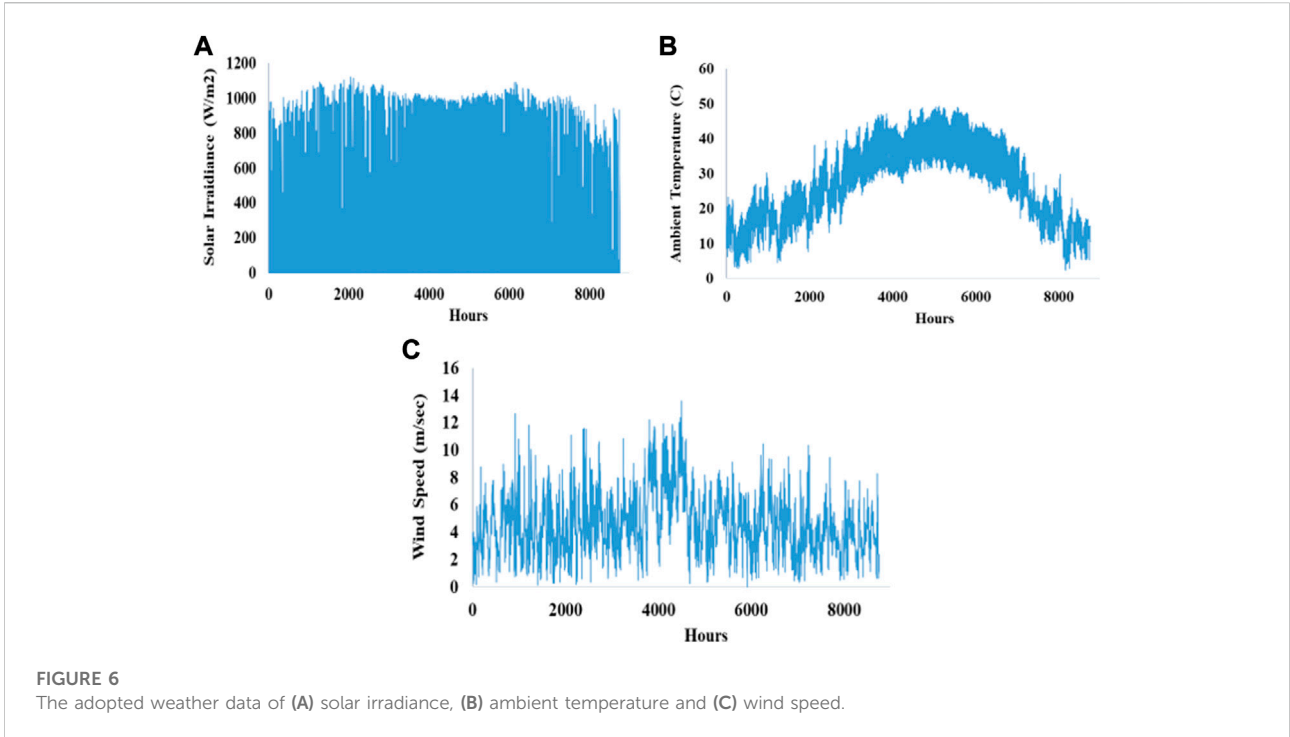 A
Solar Irraidiance (W/m2)
1200
1000
800
600
400
200
0
0 2000 4000 6000 8000
Hours
B
Ambient Temperature (C)
60
50
40
30
20
10
0
0 2000 4000 6000 8000
Hours
C
Wind Speed (m/sec)
16
14
12
10
8
6
4
2
0
0 2000 4000 6000 8000
Hours
FIGURE 6
The adopted weather data of (A) solar irradiance, (B) ambient temperature and (C) wind speed.